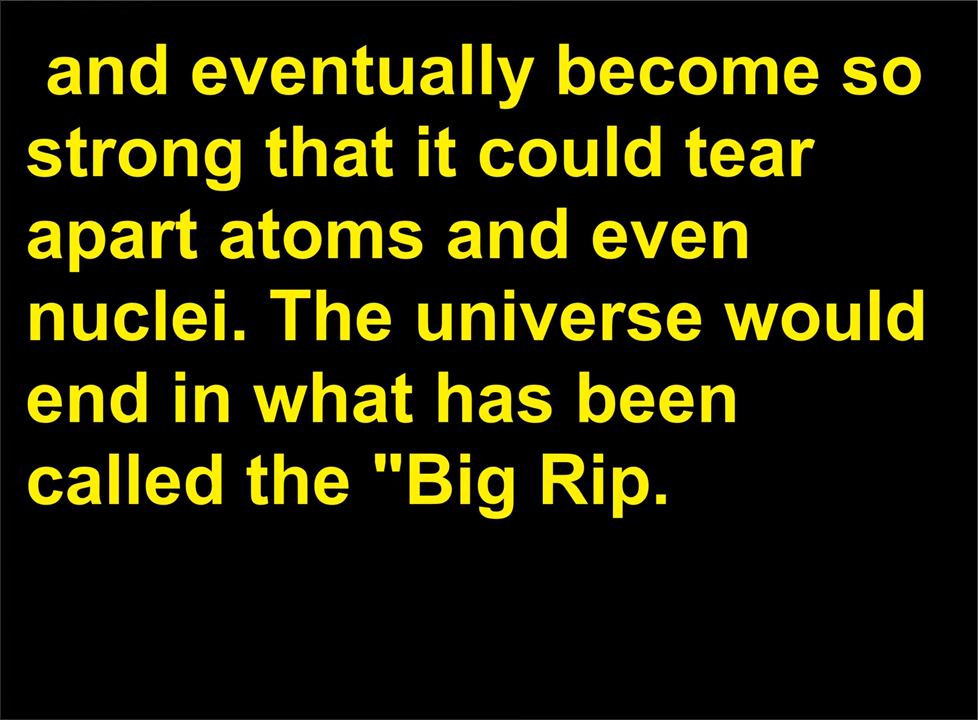 and eventually become so
strong that it could tear
apart atoms and even
nuclei. The universe would
end in what has been
called the "Big Rip.